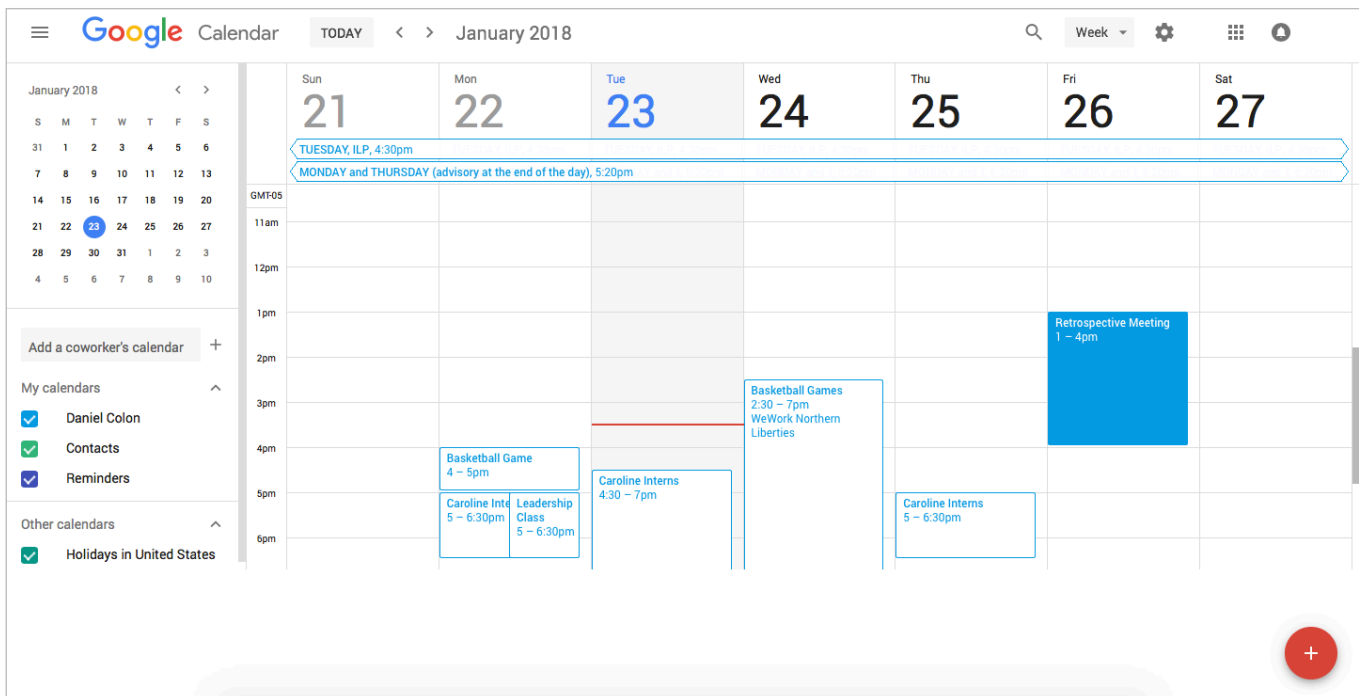 Google Calendar TODAY < > January 2018 Week
January 2018 < >
S M T W T F S
31 1 2 3 4 5 6
7 8 9 10 11 12 13
14 15 16 17 18 19 20
21 22 23 24 25 26 27
28 29 30 31 1 2 3
4 5 6 7 8 9 10
Add a coworker's calendar +
My calendars
Daniel Colon
Contacts
Reminders
Other calendars
Holidays in United States
Sun Mon Tue Wed Thu Fri Sat
21 22 23 24 25 26 27
TUESDAY, ILP, 4:30pm
MONDAY and THURSDAY (advisory at the end of the day), 5:20pm
GMT-05
11am
12pm
1pm
2pm
3pm
4pm
5pm
6pm
Basketball Game
4 – 5pm
Caroline Inte
5 – 6:30pm
Leadership
Class
5 – 6:30pm
Caroline Interns
4:30 – 7pm
Basketball Games
2:30 – 7pm
WeWork Northern
Liberties
Caroline Interns
5 – 6:30pm
Retrospective Meeting
1 – 4pm
+